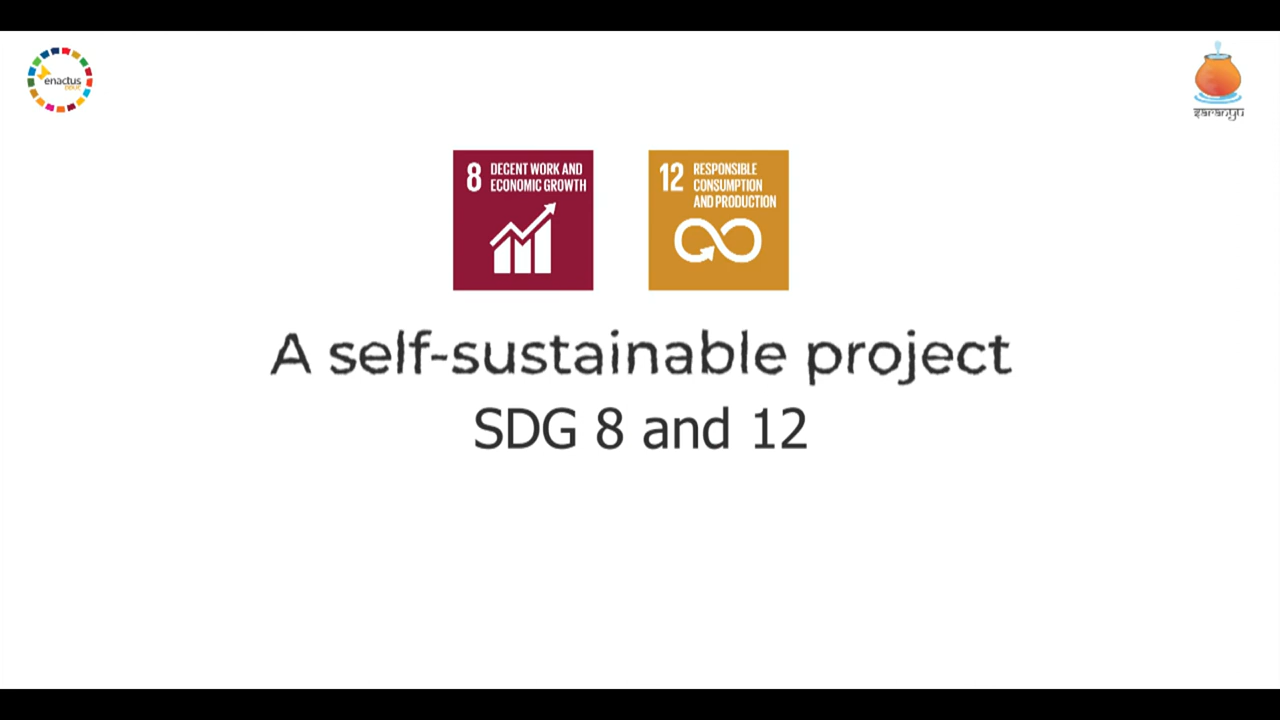 enactus
saranyu
8 DECENT WORK AND
ECONOMIC GROWTH
12 RESPONSIBLE
CONSUMPTION
AND PRODUCTION
A self-sustainable project
SDG 8 and 12